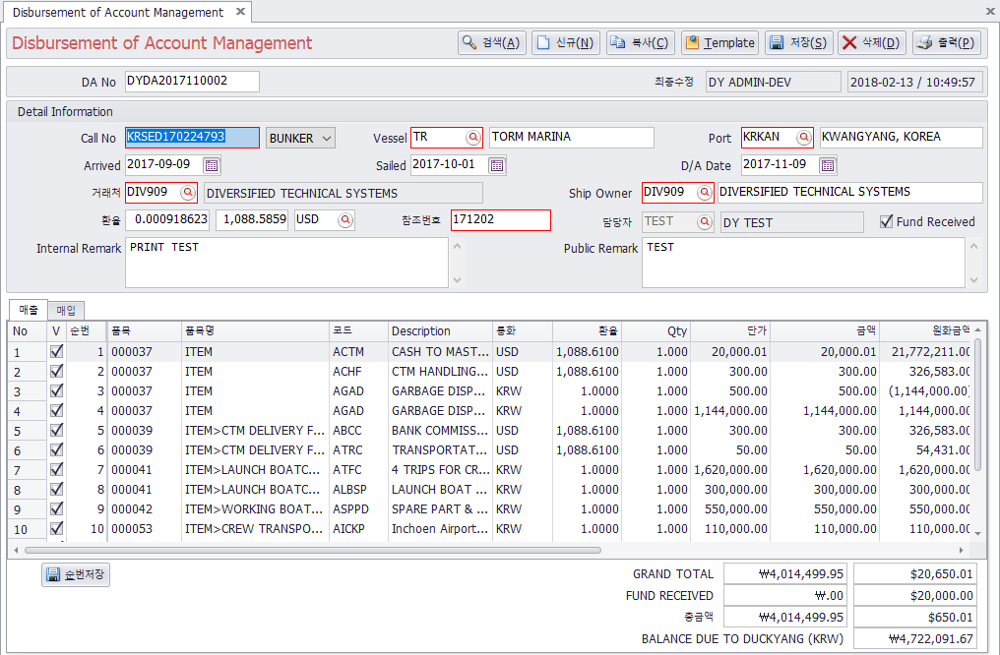 Disbursement of Account Management
Disbursement of Account Management 검색(A) 신규(N) 복사(C) Template 저장(S) 삭제(D) 출력(P)
DA No DYDA2017110002 최종수정 DY ADMIN-DEV 2018-02-13 / 10:49:57
Detail Information
Call No KRSED170224793 BUNKER Vessel TR TORM MARINA Port KRKAN KWANGYANG, KOREA
Arrived 2017-09-09 Sailed 2017-10-01 D/A Date 2017-11-09
거래처 DIV909 DIVERSIFIED TECHNICAL SYSTEMS Ship Owner DIV909 DIVERSIFIED TECHNICAL SYSTEMS
환율 0.000918623 1,088.5859 USD 참조번호 171202 담당자 TEST DY TEST Fund Received
Internal Remark PRINT TEST Public Remark TEST
매출 매입
No V 순번 품목 품목명 코드 Description 통화 환율 Qty 단가 금액 원화금액
1 1 000037 ITEM ACTM CASH TO MAST... USD 1,088.6100 1.000 20,000.01 20,000.01 21,772,211.00
2 2 000037 ITEM ACHF CTM HANDLING... USD 1,088.6100 1.000 300.00 300.00 326,583.00
3 3 000037 ITEM AGAD GARBAGE DISP... KRW 1.0000 1.000 500.00 500.00 (1,144,000.00)
4 4 000037 ITEM AGAD GARBAGE DISP... KRW 1.0000 1.000 1,144,000.00 1,144,000.00 1,144,000.00
5 5 000039 ITEM>CTM DELIVERY F... ABCC BANK COMMISS... USD 1,088.6100 1.000 300.00 300.00 326,583.00
6 6 000039 ITEM>CTM DELIVERY F... ATRC TRANSPORTAT... USD 1,088.6100 1.000 50.00 50.00 54,431.00
7 7 000041 ITEM>LAUNCH BOATC... ATFC 4 TRIPS FOR CR... KRW 1.0000 1.000 1,620,000.00 1,620,000.00 1,620,000.00
8 8 000041 ITEM>LAUNCH BOATC... ALBSP LAUNCH BOAT ... KRW 1.0000 1.000 300,000.00 300,000.00 300,000.00
9 9 000042 ITEM>WORKING BOAT... ASPPD SPARE PART & ... KRW 1.0000 1.000 550,000.00 550,000.00 550,000.00
10 10 000053 ITEM>CREW TRANSPO... AICKP Inchoen Airport... KRW 1.0000 1.000 110,000.00 110,000.00 110,000.00
순번저장 GRAND TOTAL ₩4,014,499.95 $20,650.01
FUND RECEIVED ₩.00 $20,000.00
총금액 ₩4,014,499.95 $650.01
BALANCE DUE TO DUCKYANG (KRW) ₩4,722,091.67